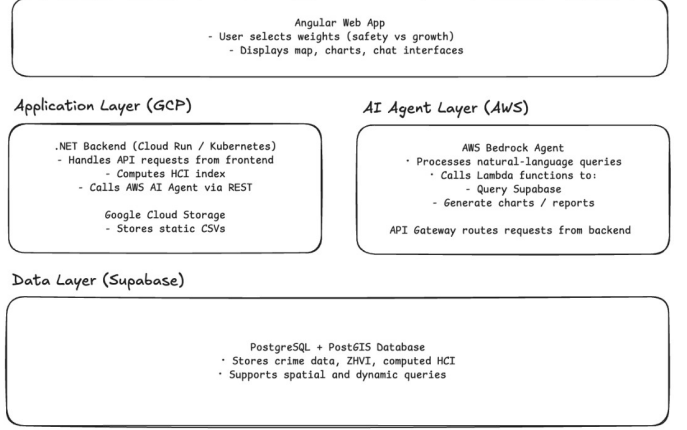 Angular Web App
- User selects weights (safety vs growth)
- Displays map, charts, chat interfaces
Application Layer (GCP)
.NET Backend (Cloud Run / Kubernetes)
- Handles API requests from frontend
- Computes HCI index
- Calls AWS AI Agent via REST
Google Cloud Storage
- Stores static CSVs
AI Agent Layer (AWS)
AWS Bedrock Agent
· Processes natural-language queries
· Calls Lambda functions to:
- Query Supabase
- Generate charts / reports
API Gateway routes requests from backend
Data Layer (Supabase)
PostgreSQL + PostGIS Database
· Stores crime data, ZHVI, computed HCI
· Supports spatial and dynamic queries